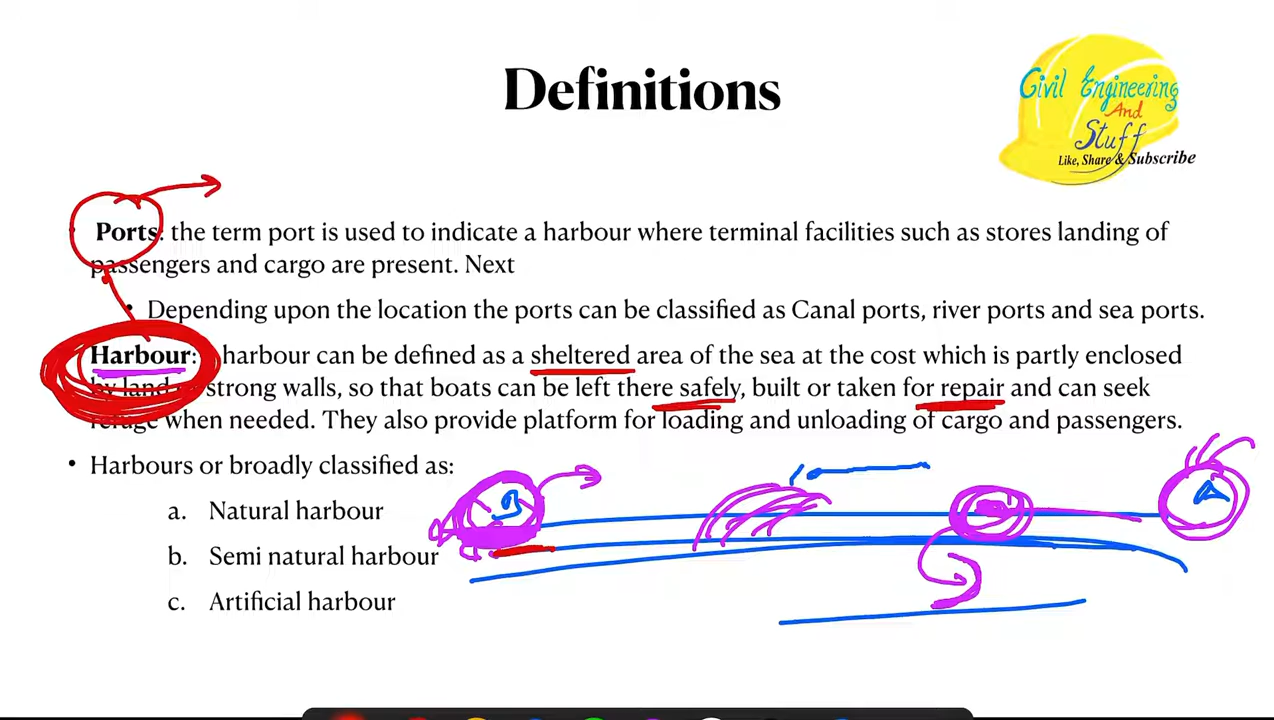 Definitions
Civil Engineering
And
Stuff
Like, Share & Subscribe
• Ports: the term port is used to indicate a harbour where terminal facilities such as stores landing of
passengers and cargo are present. Next
• Depending upon the location the ports can be classified as Canal ports, river ports and sea ports.
Harbour: harbour can be defined as a sheltered area of the sea at the cost which is partly enclosed
by land strong walls, so that boats can be left there safely, built or taken for repair and can seek
refuge when needed. They also provide platform for loading and unloading of cargo and passengers.
• Harbours or broadly classified as:
a. Natural harbour
b. Semi natural harbour
c. Artificial harbour